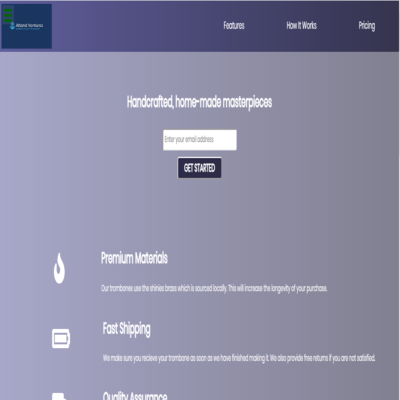 Features
How It Works
Pricing
Handcrafted, home-made masterpieces
Enter your email address
GET STARTED
Premium Materials
Our trombones use the shinies brass which is sourced locally. This will increase the longevity of your purchase.
Fast Shipping
We make sure you recieve your trombone as soon as we have finished making it. We also provide free returns if you are not satisfied.
Quality Assurance